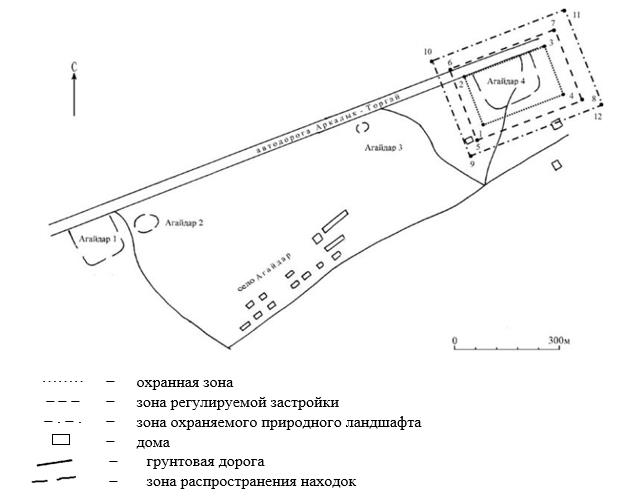 С
11
10
7
3
6
2
Агайдар 4
4
8
12
1
5
9
автодорога Аркалык - Торгай
Агайдар 3
Агайдар 2
Агайдар 1
село Агайдар
0 300м
– охранная зона
– зона регулируемой застройки
– зона охраняемого природного ландшафта
– дома
– грунтовая дорога
– зона распространения находок